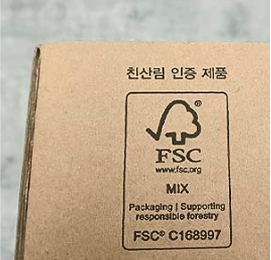 친산림 인증 제품
®
FSC
www.fsc.org
MIX
Packaging | Supporting
responsible forestry
FSC® C168997